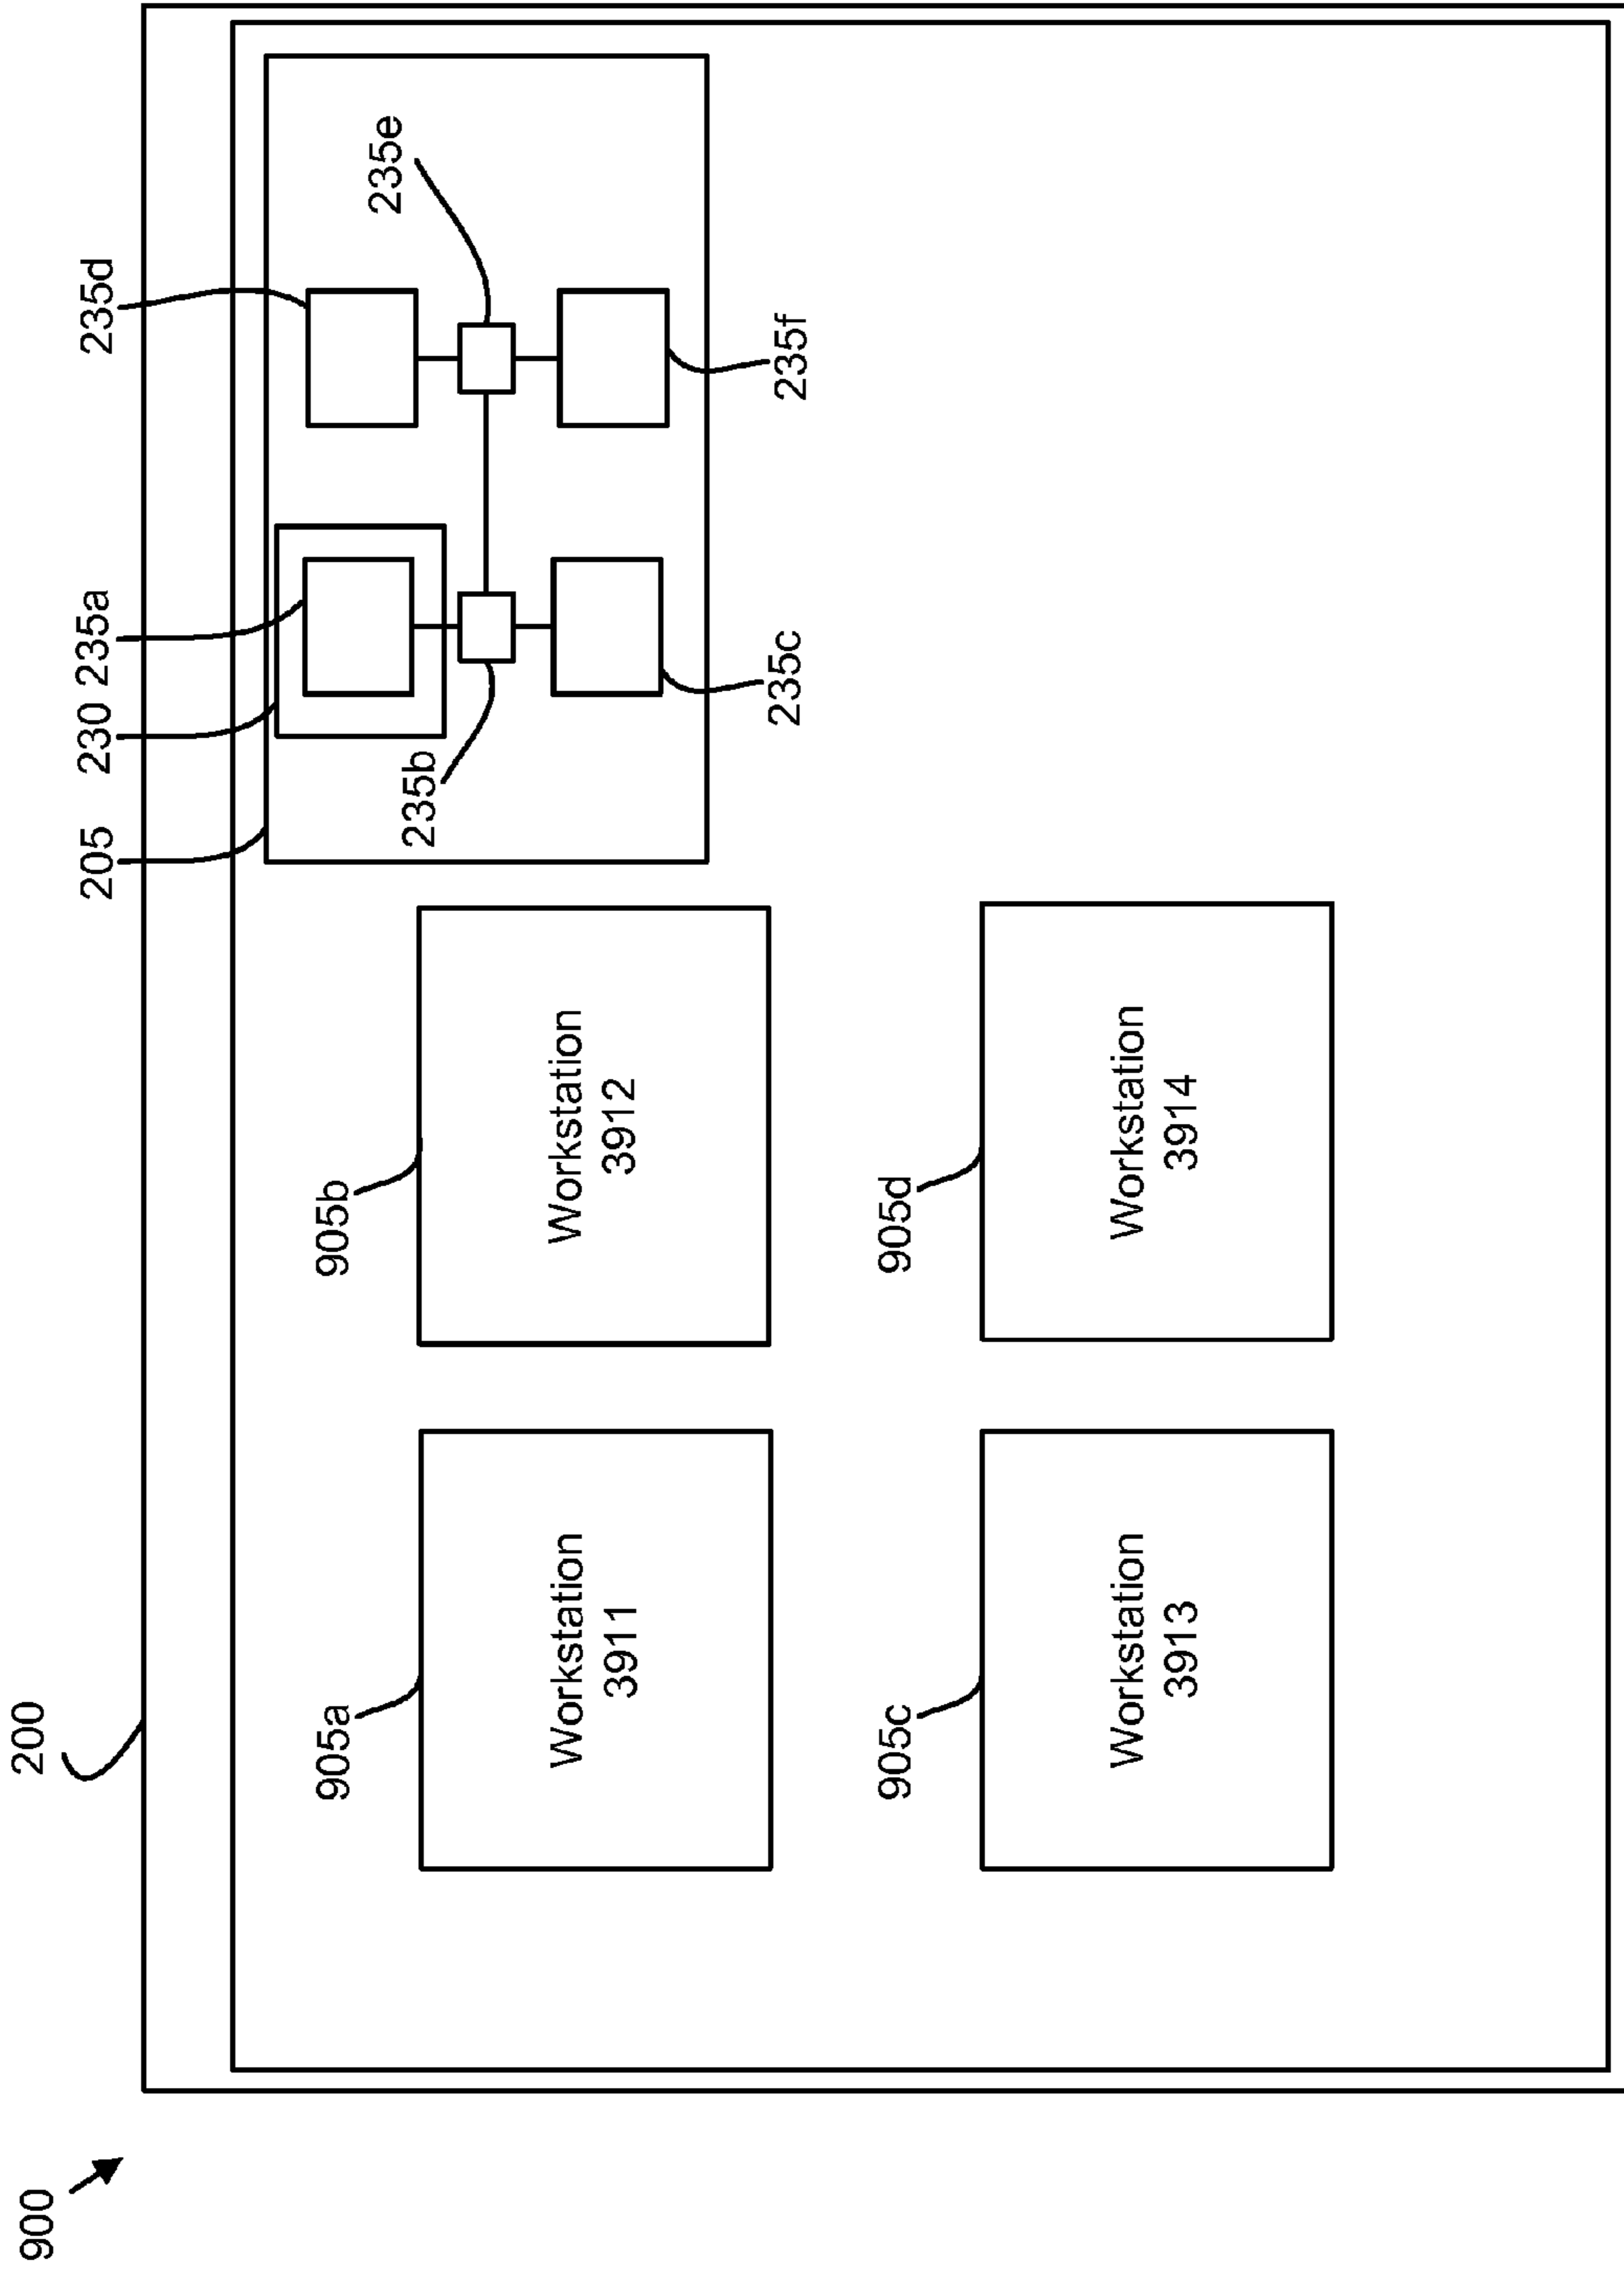 900
200
205
230
235a
235d
235b
235e
235c
235f
905a
905b
Workstation
3911
Workstation
3912
905c
905d
Workstation
3913
Workstation
3914